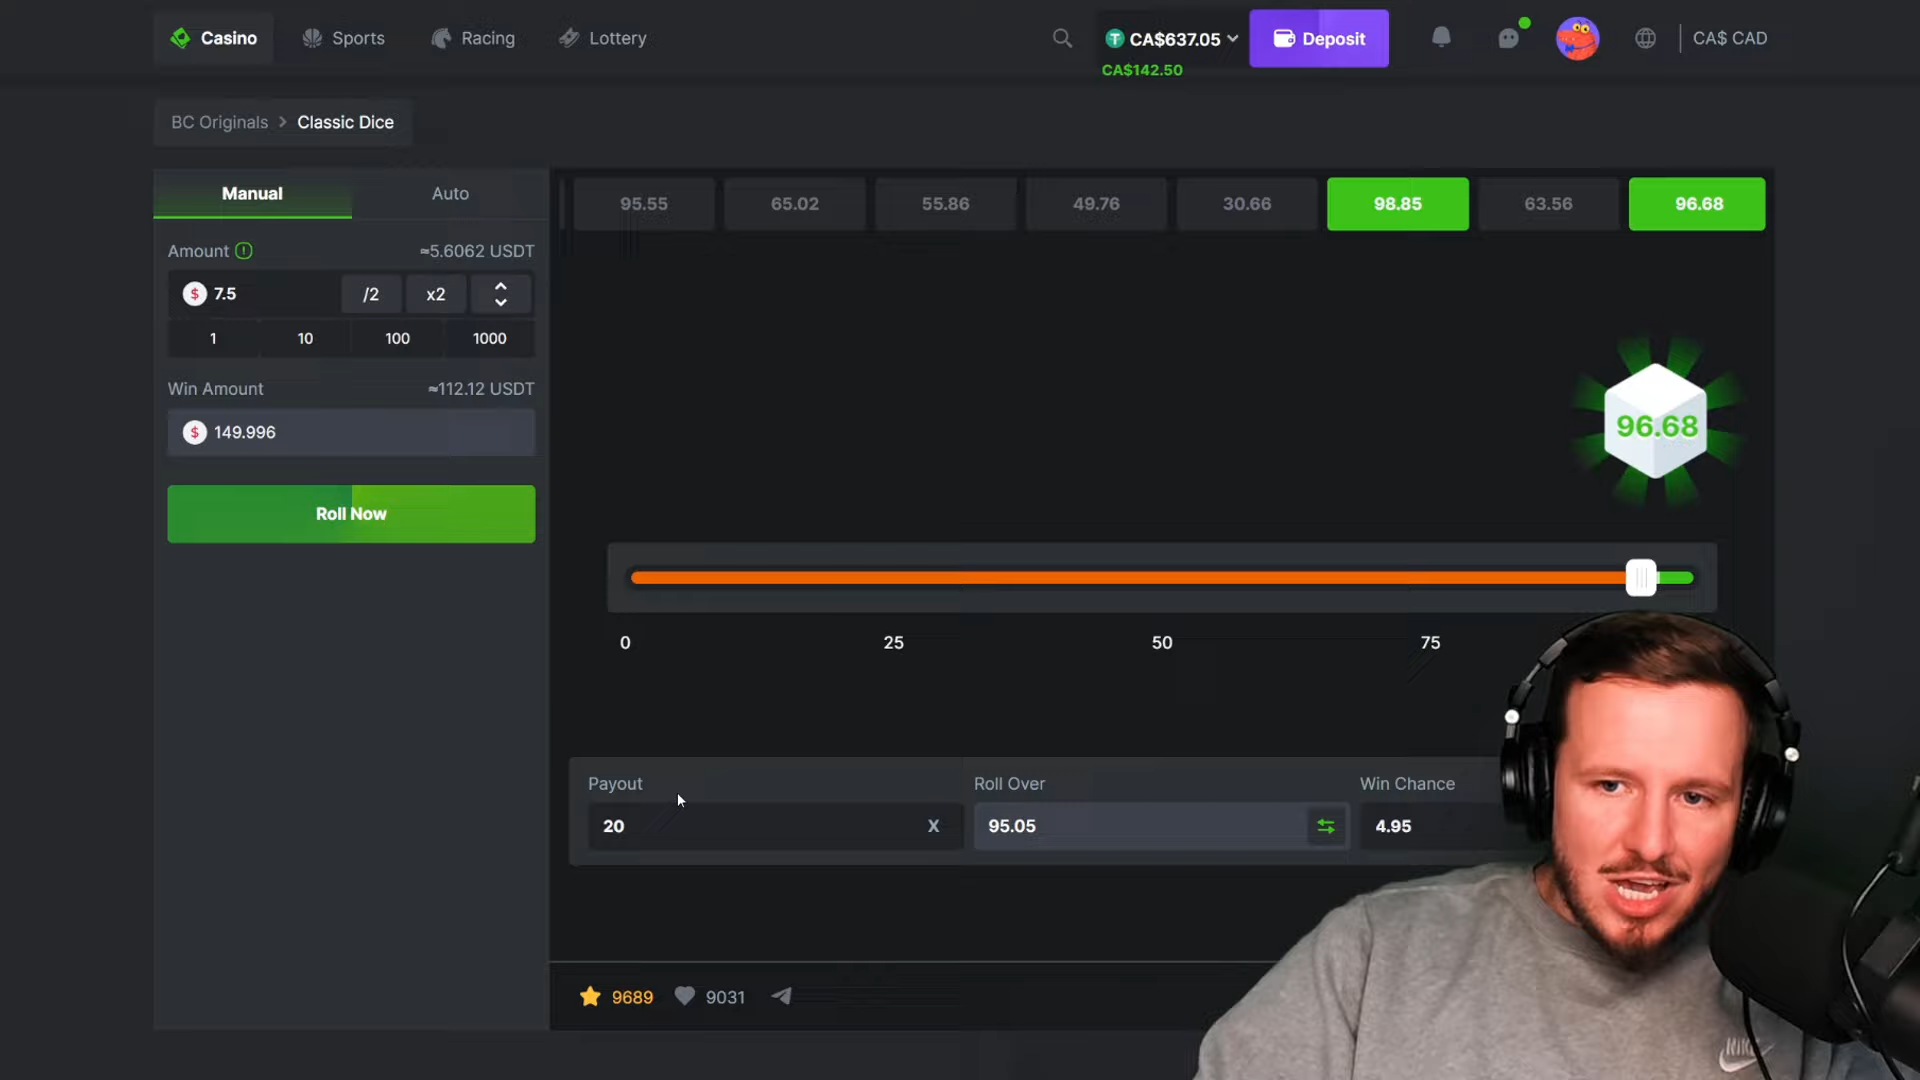 Casino
Sports
Racing
Lottery
CA$637.05
Deposit
CA$ CAD
CA$142.50
BC Originals > Classic Dice
Manual
Auto
95.55
65.02
55.86
49.76
30.66
98.85
63.56
96.68
Amount
≈5.6062 USDT
$ 7.5
/2
x2
1
10
100
1000
Win Amount
≈112.12 USDT
$ 149.996
Roll Now
96.68
0
25
50
75
Payout
Roll Over
Win Chance
20
X
95.05
4.95
9689
9031
NIKE